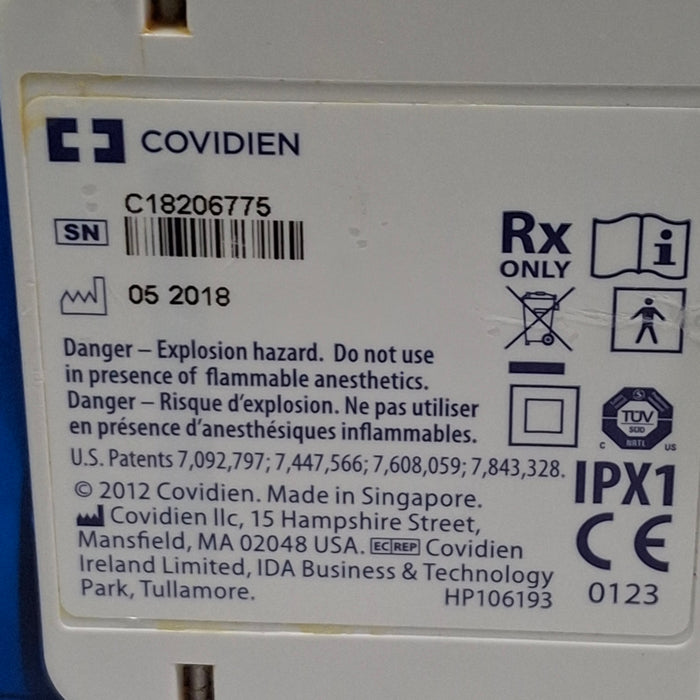 COVIDIEN
C18206775
SN
05 2018
Rx
ONLY
Danger – Explosion hazard. Do not use
in presence of flammable anesthetics.
Danger – Risque d'explosion. Ne pas utiliser
en présence d'anesthésiques inflammables.
TÜV
SÜD
NRTL
C US
U.S. Patents 7,092,797; 7,447,566; 7,608,059; 7,843,328.
IPX1
© 2012 Covidien. Made in Singapore.
Covidien llc, 15 Hampshire Street,
Mansfield, MA 02048 USA. EC REP Covidien
Ireland Limited, IDA Business & Technology
Park, Tullamore.
HP106193
CE
0123